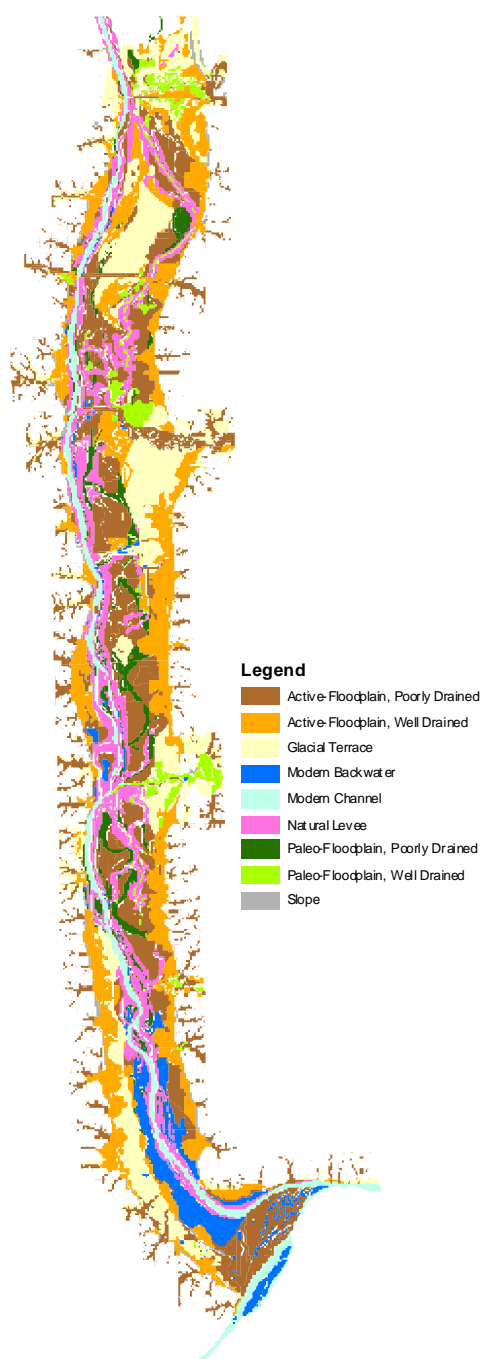 Legend
Active-Floodplain, Poorly Drained
Active-Floodplain, Well Drained
Glacial Terrace
Modern Backwater
Modern Channel
Natural Levee
Paleo-Floodplain, Poorly Drained
Paleo-Floodplain, Well Drained
Slope